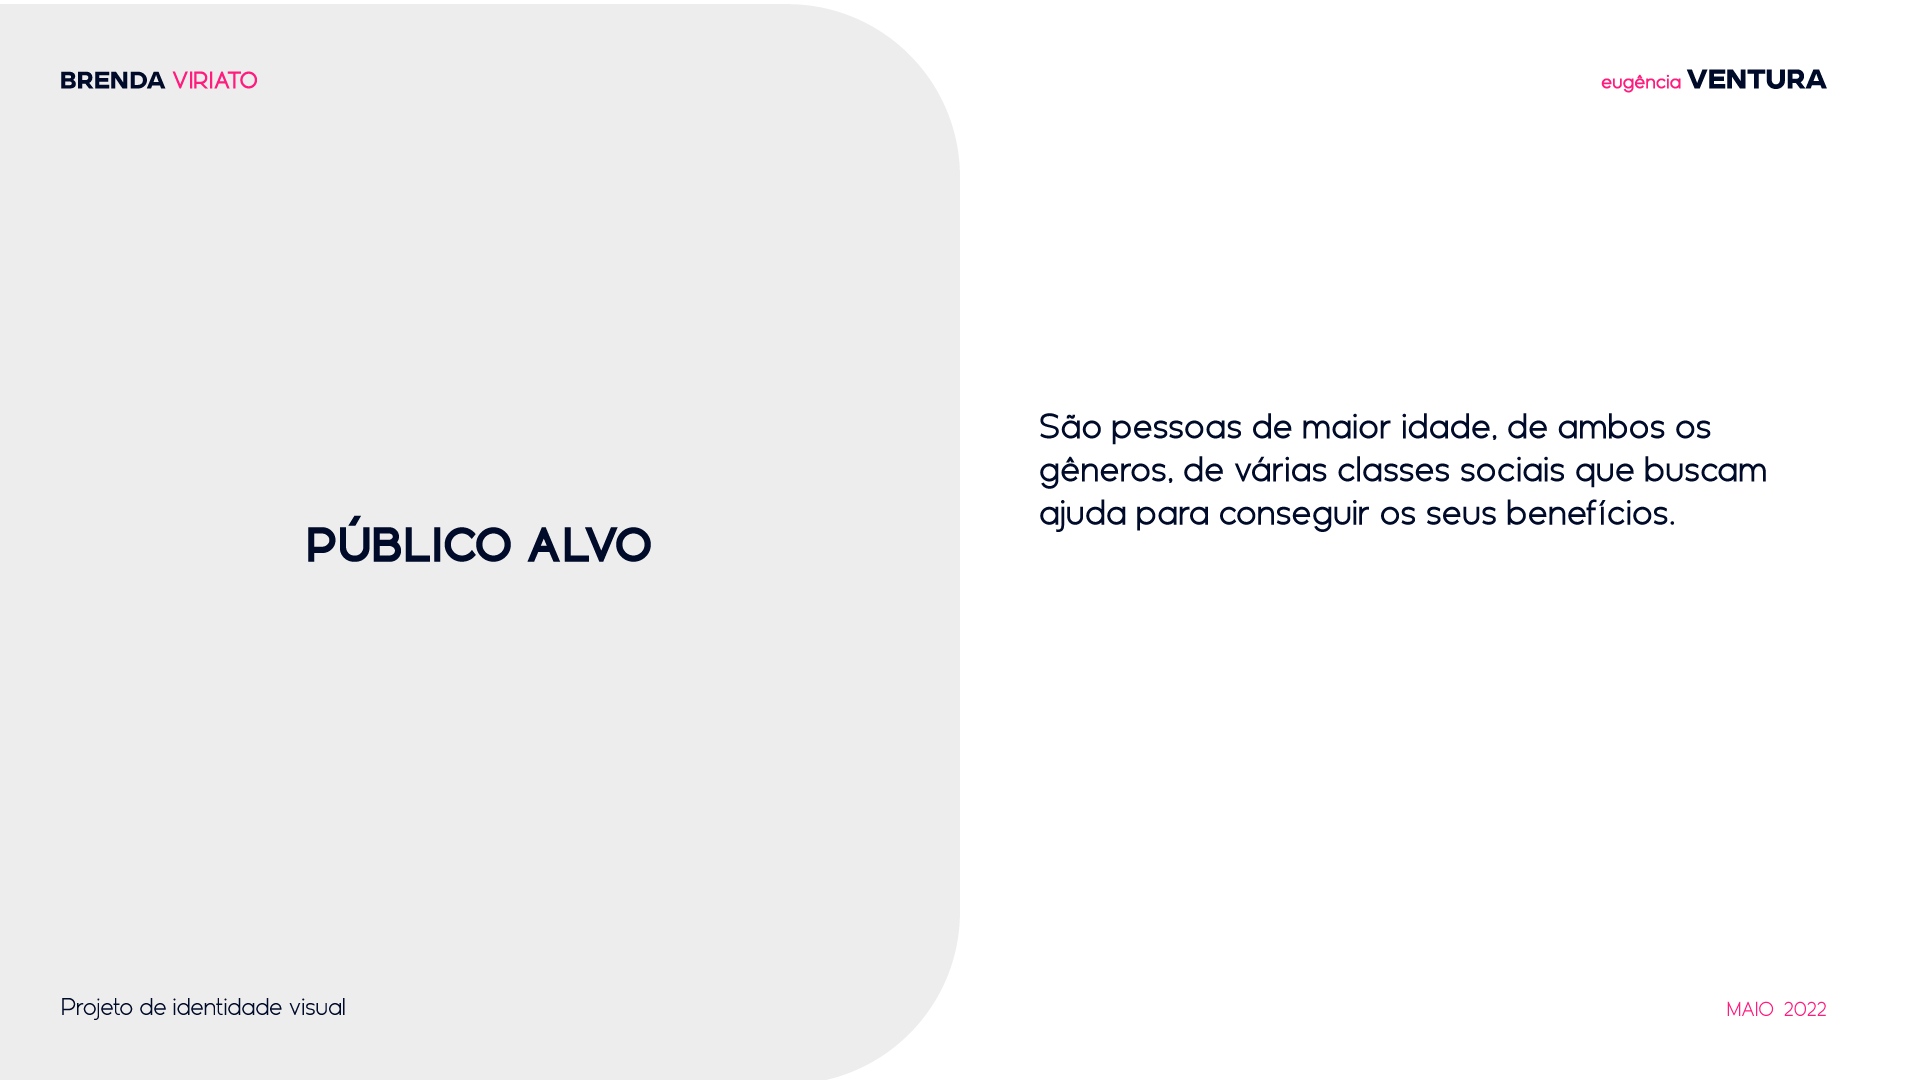 BRENDA VIRIATO
eugência VENTURA
PÚBLICO ALVO
São pessoas de maior idade, de ambos os
gêneros, de várias classes sociais que buscam
ajuda para conseguir os seus benefícios.
Projeto de identidade visual
MAIO 2022